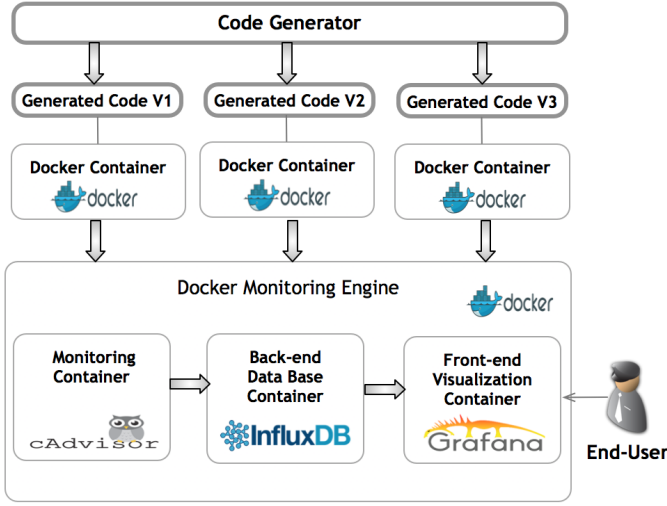 Code Generator
Generated Code V1
Generated Code V2
Generated Code V3
Docker Container
docker
Docker Container
docker
Docker Container
docker
Docker Monitoring Engine
docker
Monitoring
Container
cAdvisor
Back-end
Data Base
Container
InfluxDB
Front-end
Visualization
Container
Grafana
End-User